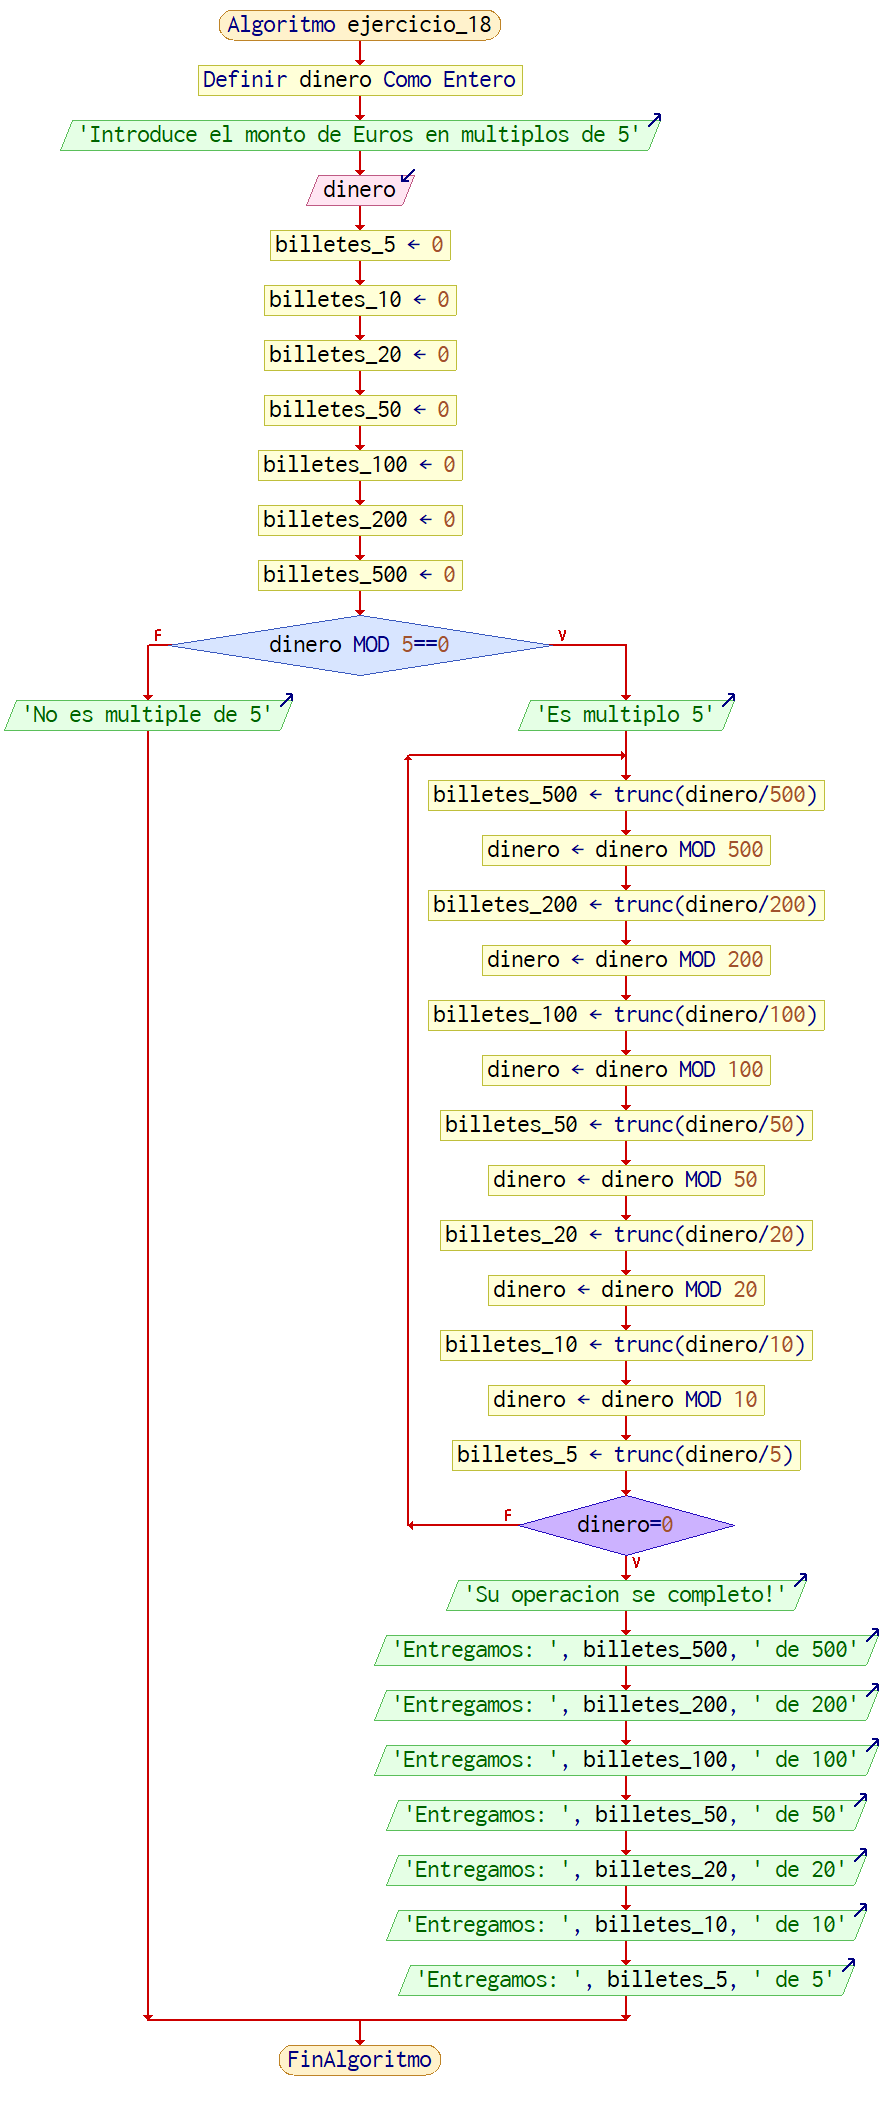 Algoritmo ejercicio_18
Definir dinero Como Entero
'Introduce el monto de Euros en multiplos de 5'
dinero
billetes_5 ← 0
billetes_10 ← 0
billetes_20 ← 0
billetes_50 ← 0
billetes_100 ← 0
billetes_200 ← 0
billetes_500 ← 0
F
dinero MOD 5==0
V
'No es multiple de 5'
'Es multiplo 5'
billetes_500 ← trunc(dinero/500)
dinero ← dinero MOD 500
billetes_200 ← trunc(dinero/200)
dinero ← dinero MOD 200
billetes_100 ← trunc(dinero/100)
dinero ← dinero MOD 100
billetes_50 ← trunc(dinero/50)
dinero ← dinero MOD 50
billetes_20 ← trunc(dinero/20)
dinero ← dinero MOD 20
billetes_10 ← trunc(dinero/10)
dinero ← dinero MOD 10
billetes_5 ← trunc(dinero/5)
F
dinero=0
V
'Su operacion se completo!'
'Entregamos: ', billetes_500, ' de 500'
'Entregamos: ', billetes_200, ' de 200'
'Entregamos: ', billetes_100, ' de 100'
'Entregamos: ', billetes_50, ' de 50'
'Entregamos: ', billetes_20, ' de 20'
'Entregamos: ', billetes_10, ' de 10'
'Entregamos: ', billetes_5, ' de 5'
FinAlgoritmo